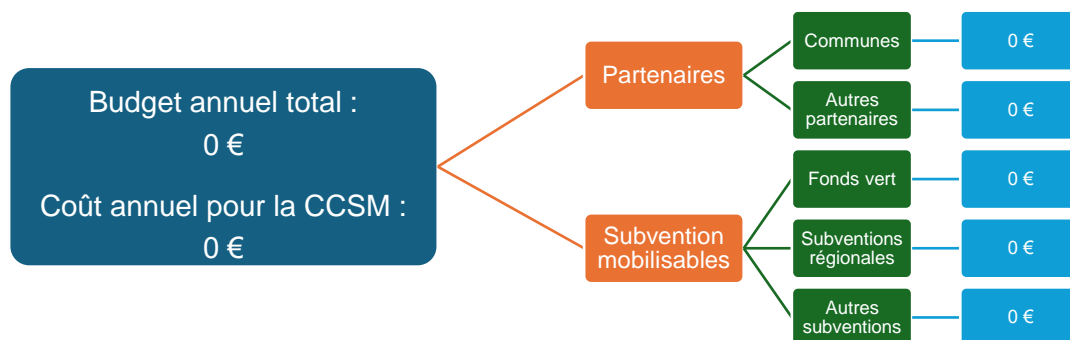 Budget annuel total :
0 €
Coût annuel pour la CCSM :
0 €
Partenaires
Communes
0 €
Autres
partenaires
0 €
Subvention
mobilisables
Fonds vert
0 €
Subventions
régionales
0 €
Autres
subventions
0 €